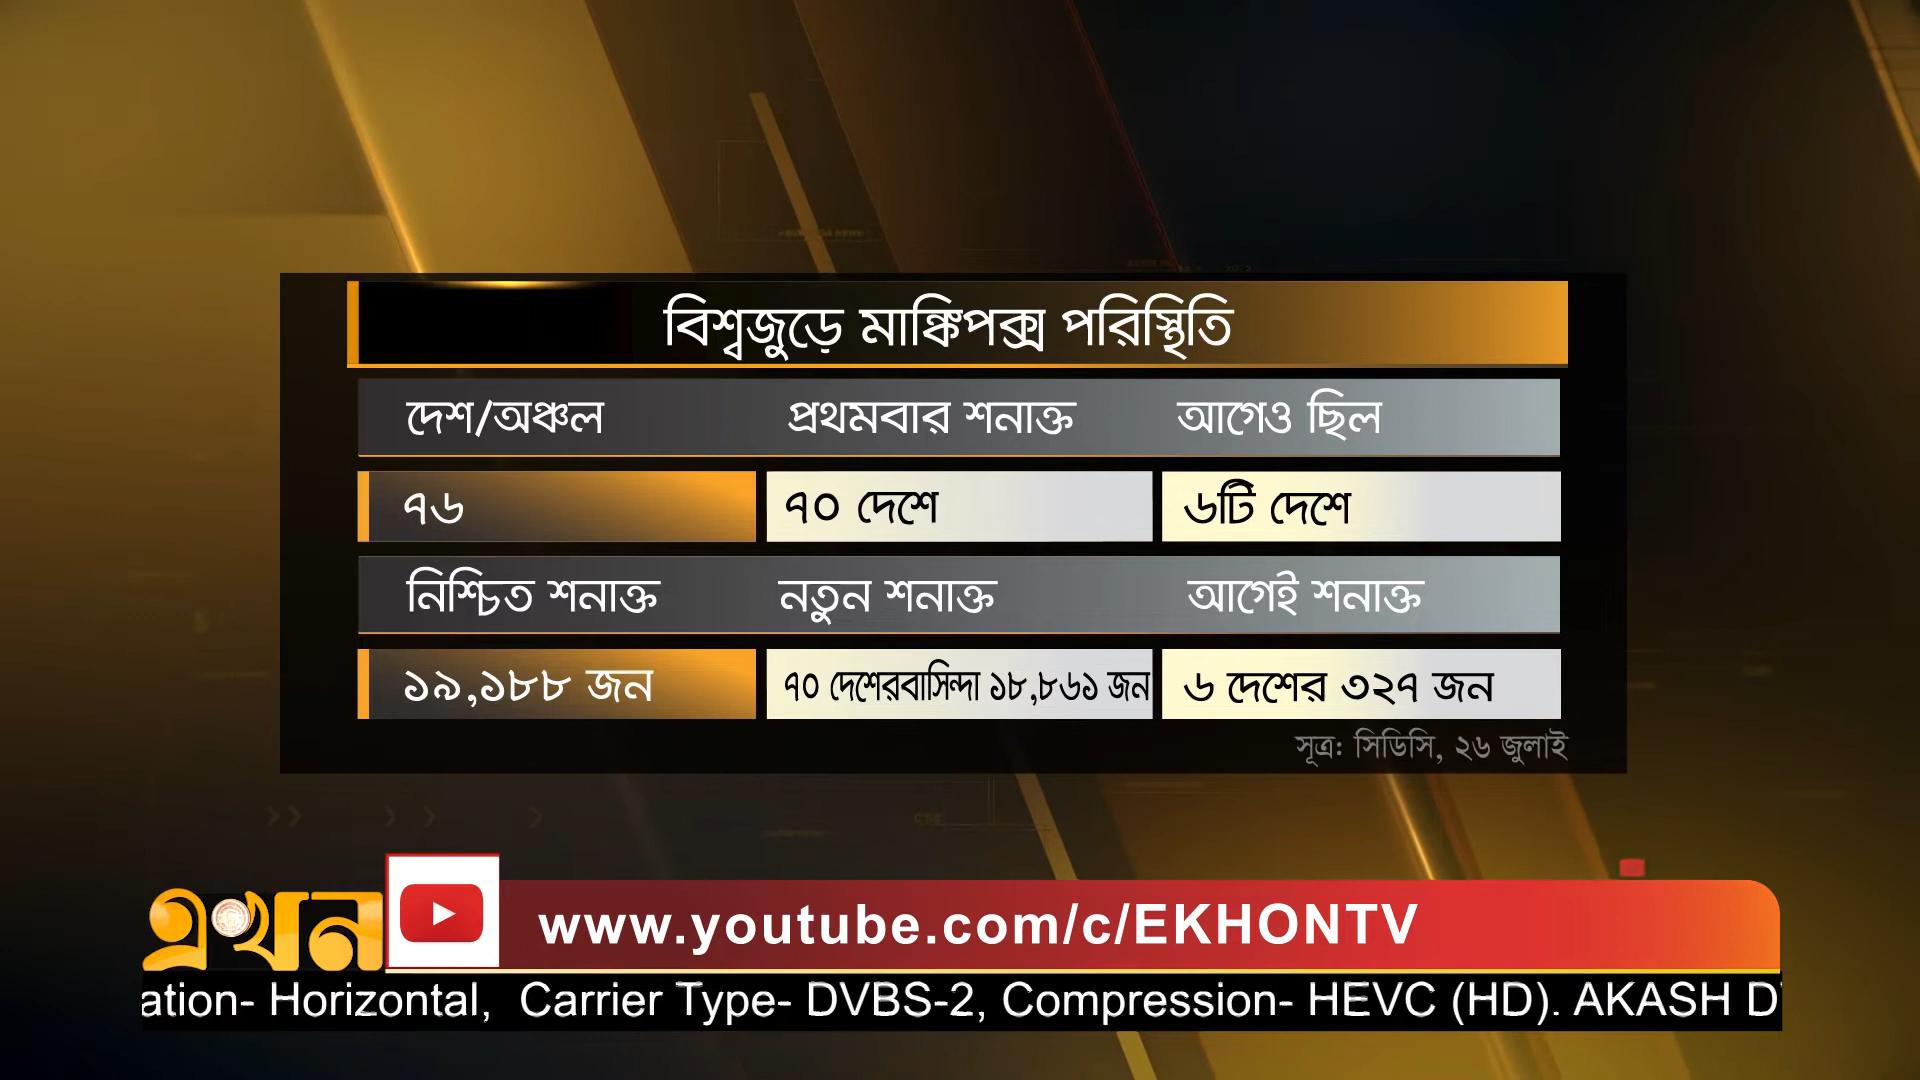 বিশ্বজুড়ে মাঙ্কিপক্স পরিস্থিতি
দেশ/অঞ্চল প্রথমবার শনাক্ত আগেও ছিল
৭৬ ৭০ দেশে ৬টি দেশে
নিশ্চিত শনাক্ত নতুন শনাক্ত আগেই শনাক্ত
১৯,১৮৮ জন ৭০ দেশেরবাসিন্দা ১৮,৮৬১ জন ৬ দেশের ৩২৭ জন
সূত্র: সিডিসি, ২৬ জুলাই
এখন www.youtube.com/c/EKHONTV
ation- Horizontal, Carrier Type- DVBS-2, Compression- HEVC (HD). AKASH D